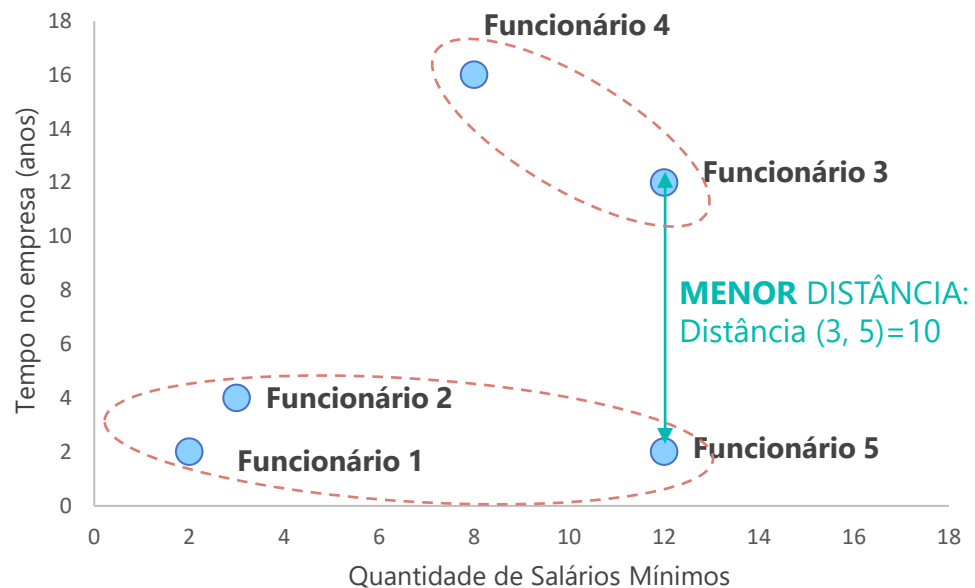 18
16
14
12
10
8
6
4
2
0
Tempo no empresa (anos)
Funcionário 4
Funcionário 3
MENOR DISTÂNCIA:
Distância (3, 5)=10
Funcionário 2
Funcionário 1
Funcionário 5
0 2 4 6 8 10 12 14 16 18
Quantidade de Salários Mínimos